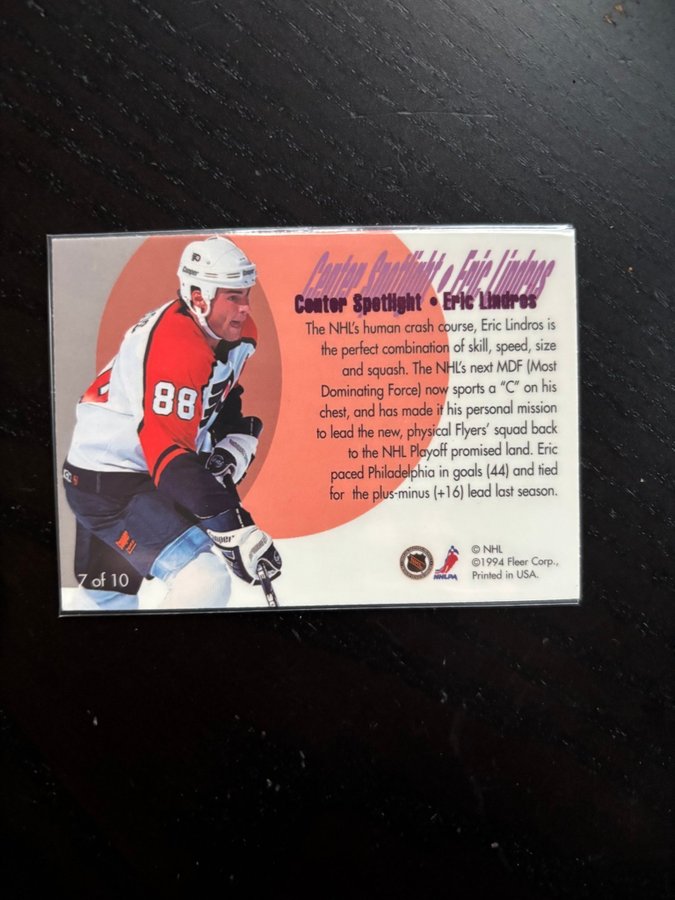 Center Spotlight • Eric Lindros
Center Spotlight • Eric Lindros
The NHL's human crash course, Eric Lindros is
the perfect combination of skill, speed, size
and squash. The NHL's next MDF (Most
Dominating Force) now sports a “C” on his
chest, and has made it his personal mission
to lead the new, physical Flyers' squad back
to the NHL Playoff promised land. Eric
paced Philadelphia in goals (44) and tied
for the plus-minus (+16) lead last season.
88
7 of 10
NHLPA
© NHL
©1994 Fleer Corp.,
Printed in USA.